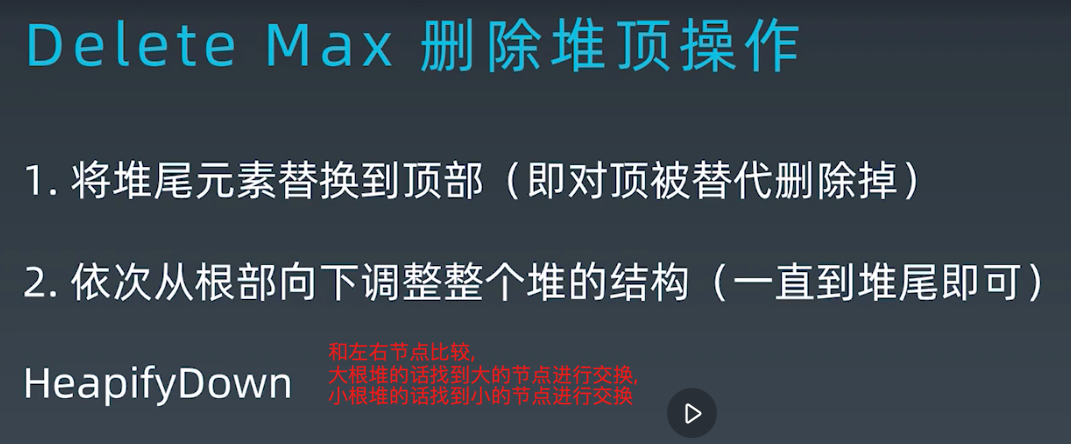 Delete Max 删除堆顶操作
1. 将堆尾元素替换到顶部（即对顶被替代删除掉）
2. 依次从根部向下调整整个堆的结构（一直到堆尾即可）
HeapifyDown
和左右节点比较,
大根堆的话找到大的节点进行交换,
小根堆的话找到小的节点进行交换